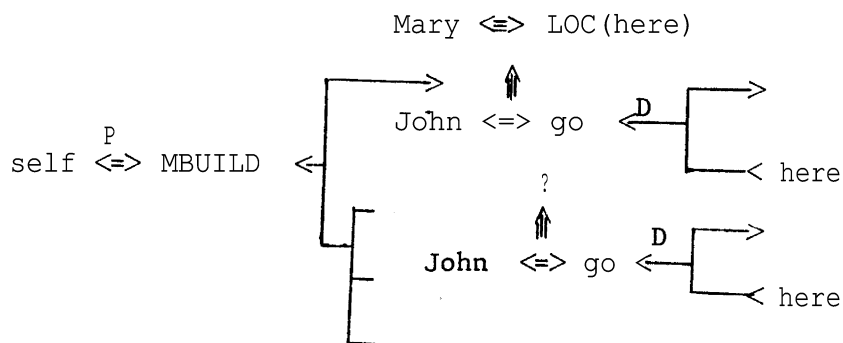 Mary <≡> LOC(here)
John <=> go D
P
self <=> MBUILD
here
?
John <=> go D
here